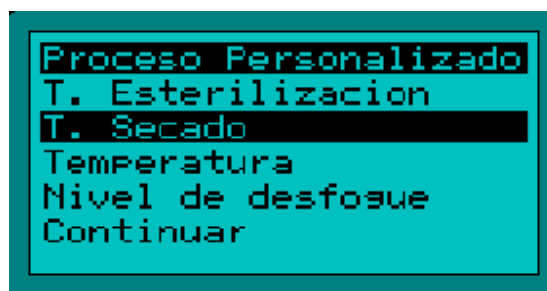 Proceso Personalizado
T. Esterilizacion
T. Secado
Temperatura
Nivel de desfogue
Continuar